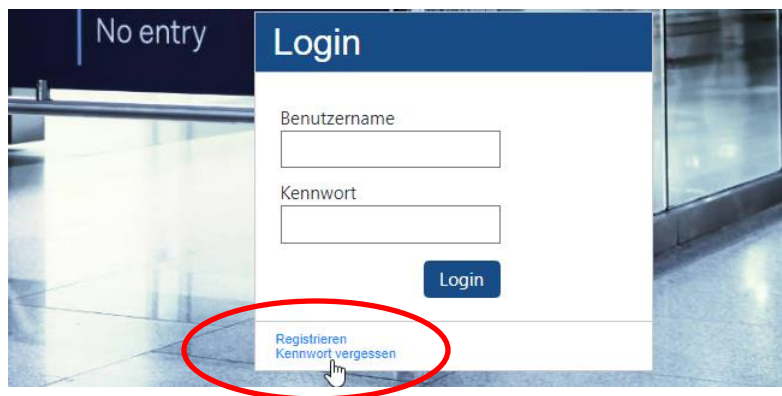 No entry
Login
Benutzername
Kennwort
Login
Registrieren
Kennwort vergessen